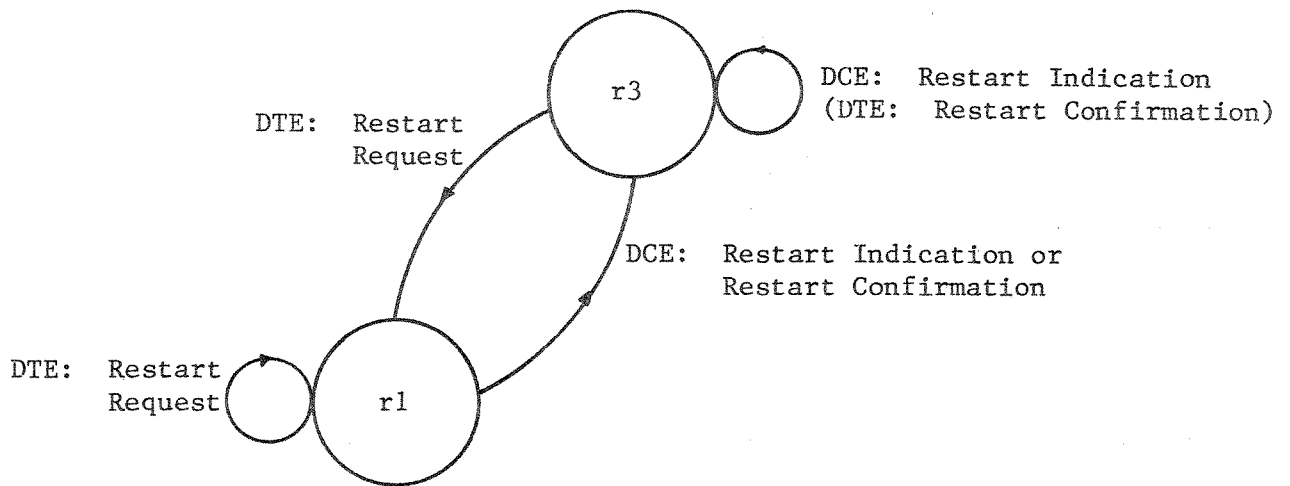 r3
DCE: Restart Indication
(DTE: Restart Confirmation)
DTE: Restart
Request
DCE: Restart Indication or
Restart Confirmation
DTE: Restart
Request
r1